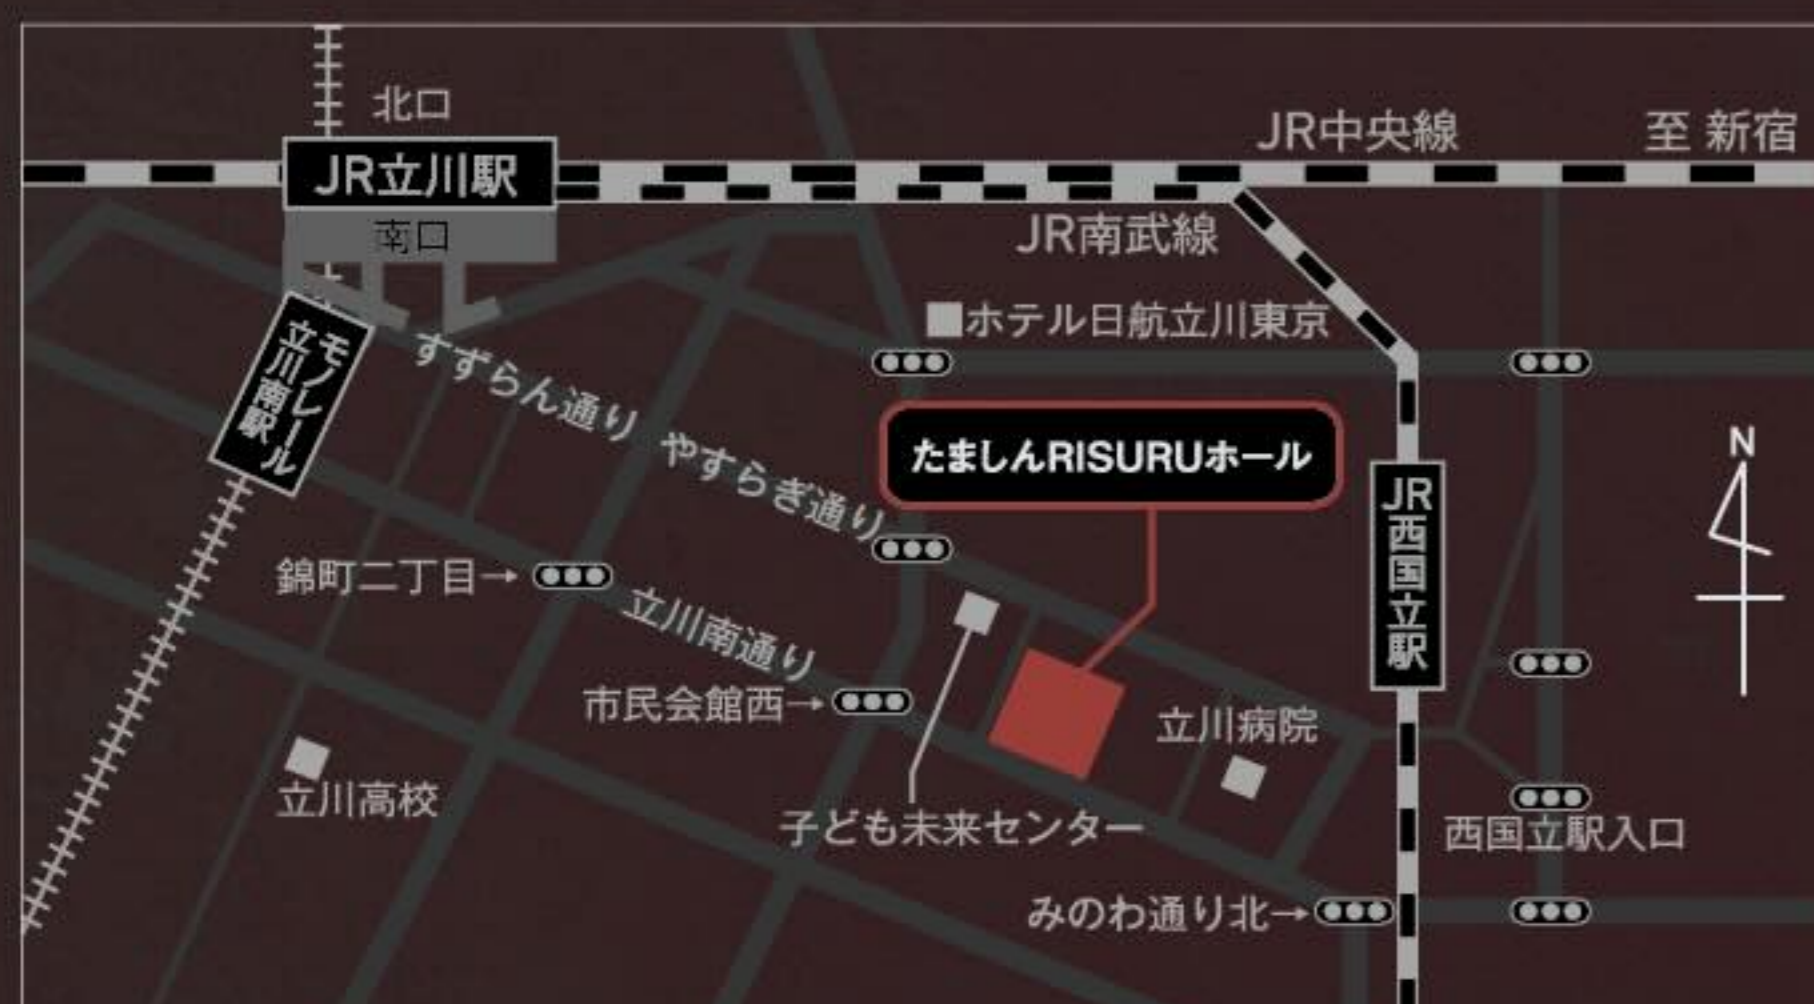 北口
JR中央線
至 新宿
JR立川駅
南口
JR南武線
ホテル日航立川東京
モノレール
立川南駅
すずらん通り
やすらぎ通り
たましんRISURUホール
N
JR西国立駅
錦町二丁目→
立川南通り
市民会館西→
立川病院
立川高校
子ども未来センター
西国立駅入口
みのわ通り北→